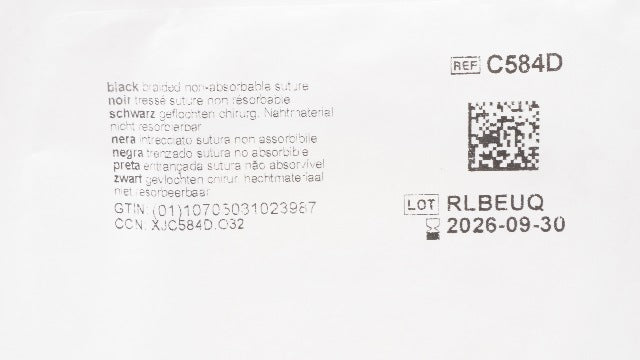 black braided non-absorbable suture
noir tressé suture non résorbable
schwarz geflochten chirurg. Nahtmaterial
nicht resorbierbar
nera intrecciato sutura non assorbibile
negra trenzado sutura no absorbible
preta entrançada sutura não absorvível
zwart gevlochten chirur. hechtmateriaal
niet resorbeerbaar
GTIN: (01)10705031023987
CCN: XJC584D.O32
REF C584D
LOT RLBEUQ
2026-09-30